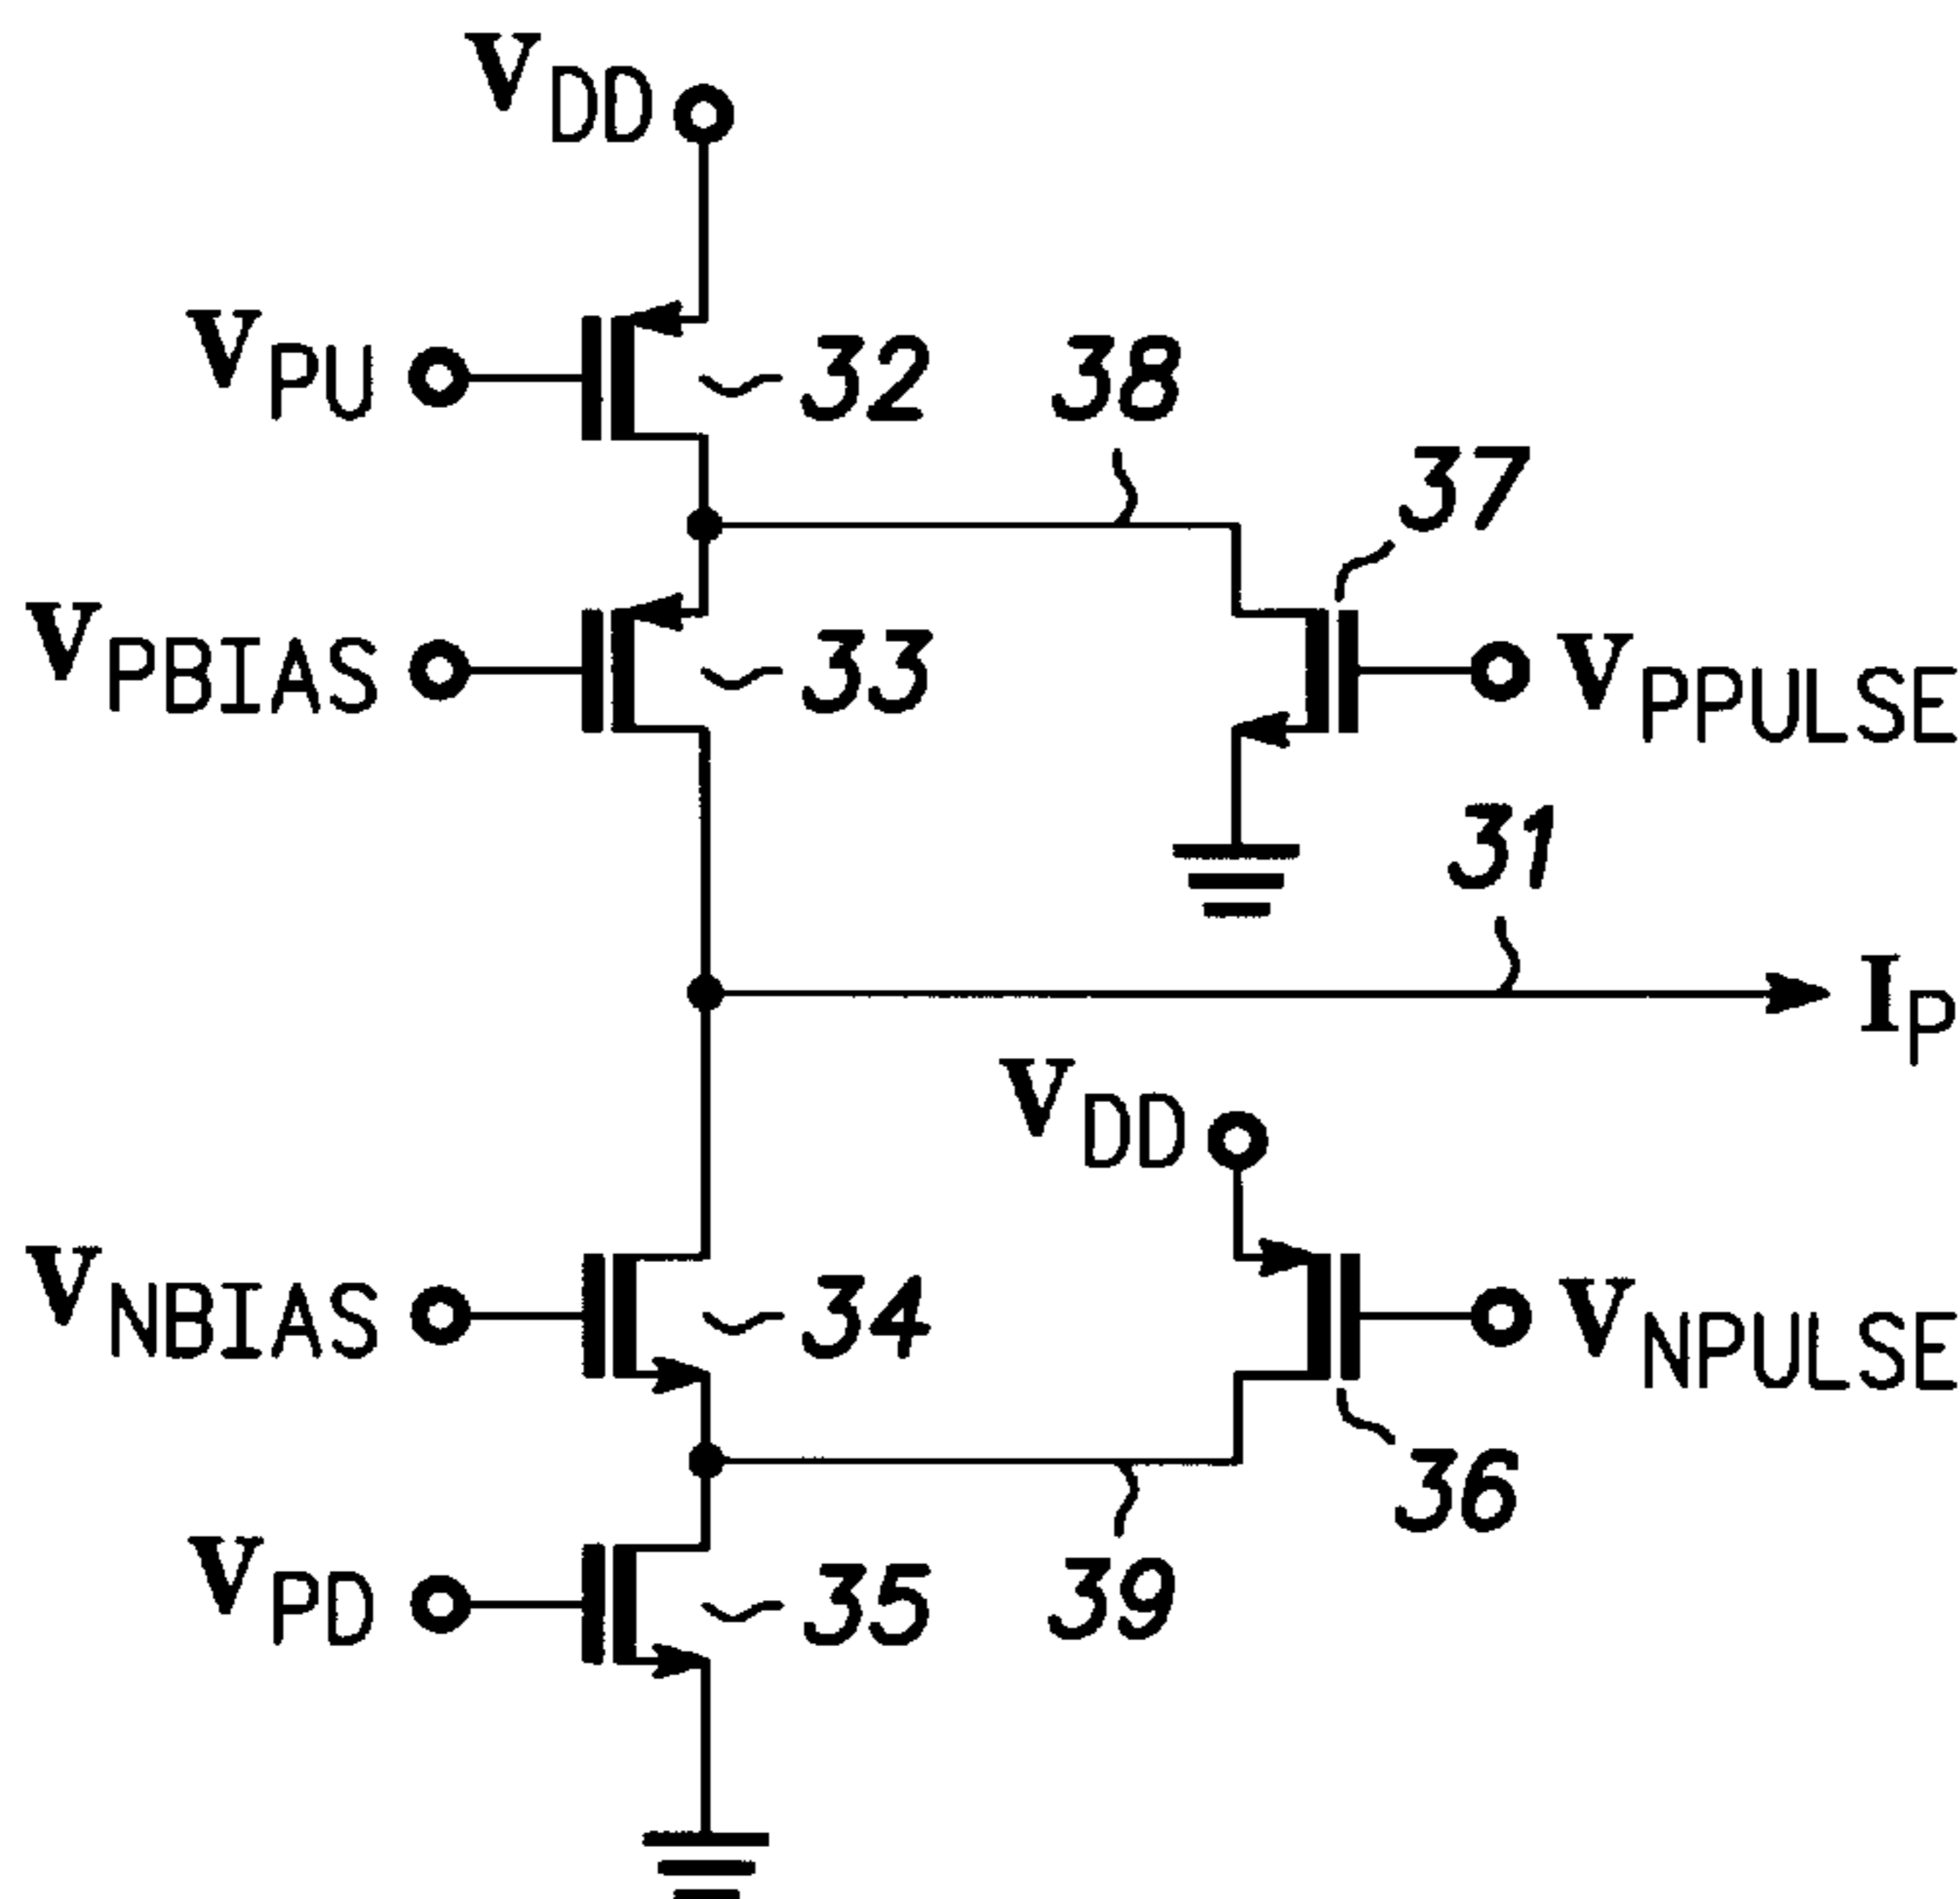 VDD
VPU
32
38
37
VPBIAS
33
VPPULSE
31
IP
VDD
VNBIAS
34
VNPULSE
36
VPD
35
39